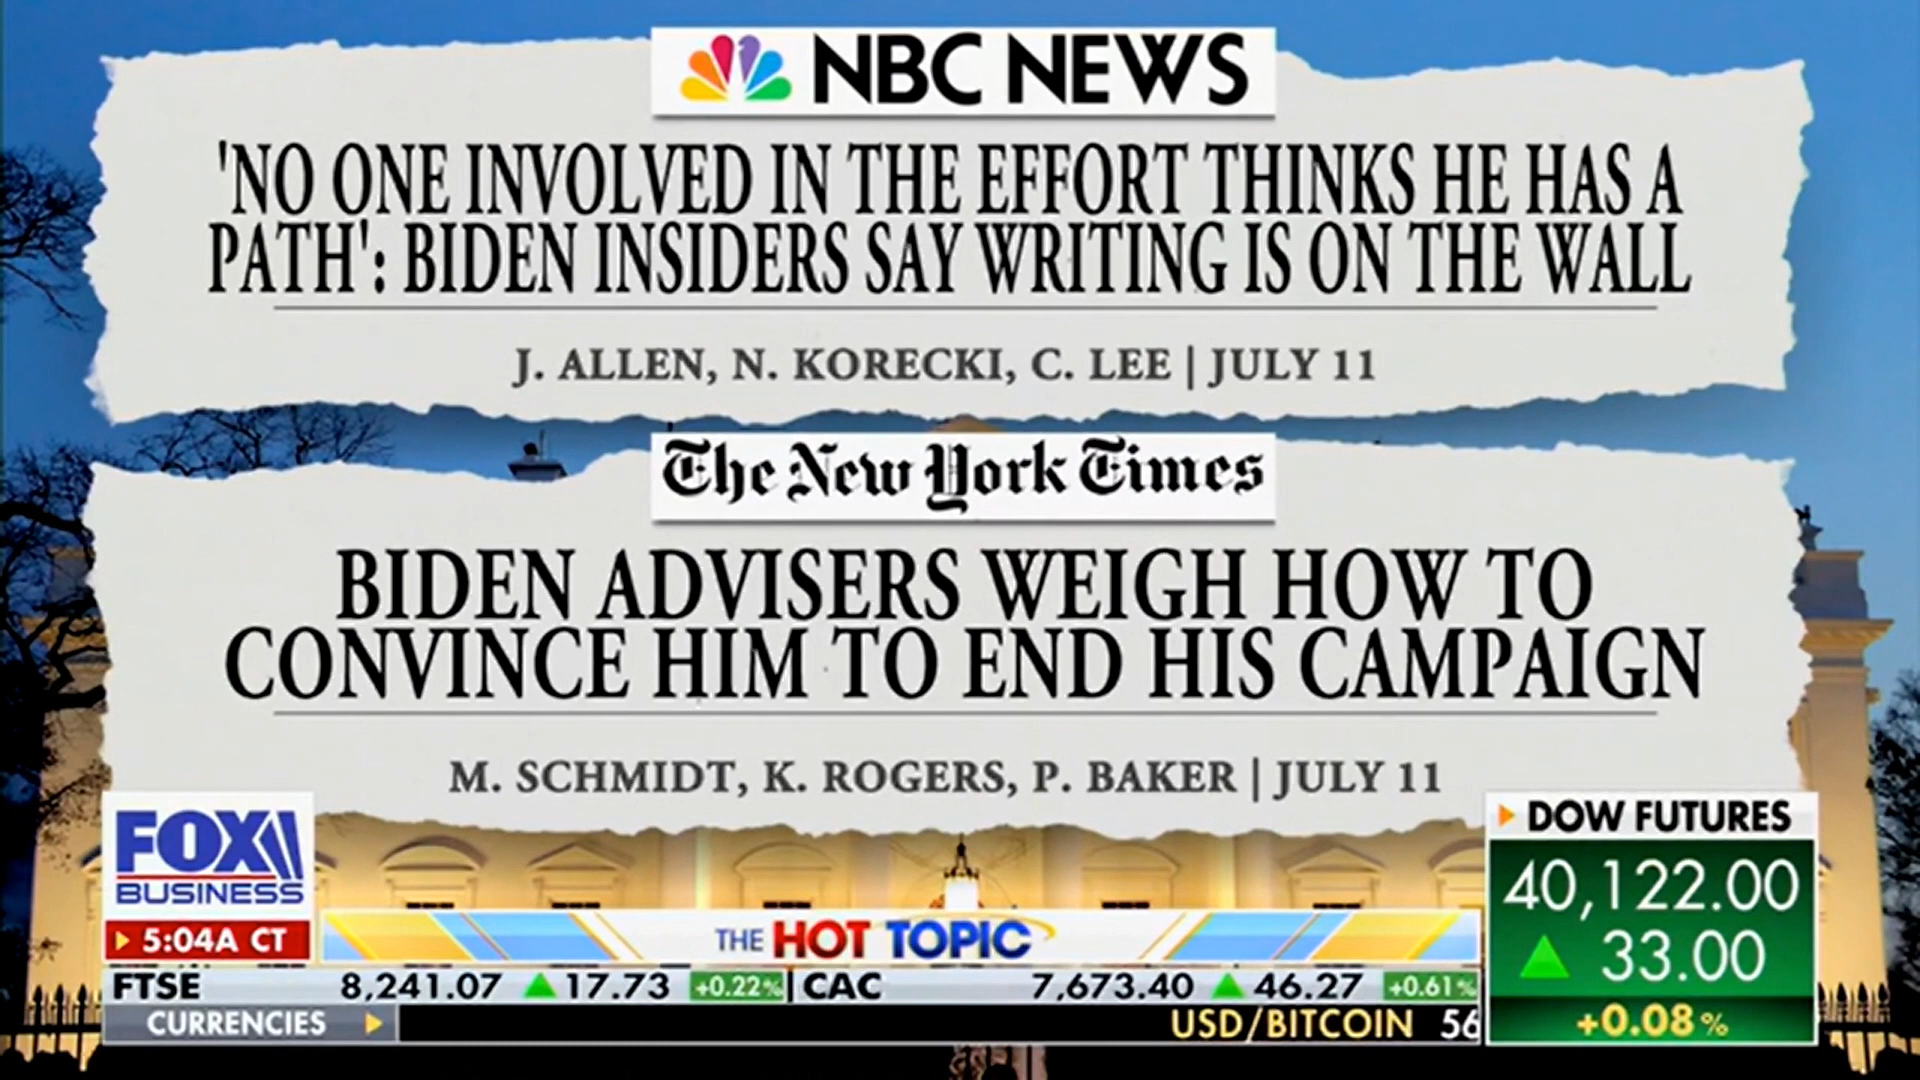 NBC NEWS
'NO ONE INVOLVED IN THE EFFORT THINKS HE HAS A
PATH': BIDEN INSIDERS SAY WRITING IS ON THE WALL
J. ALLEN, N. KORECKI, C. LEE | JULY 11
The New York Times
BIDEN ADVISERS WEIGH HOW TO
CONVINCE HIM TO END HIS CAMPAIGN
M. SCHMIDT, K. ROGERS, P. BAKER | JULY 11
FOX
BUSINESS
5:04A CT
THE HOT TOPIC
DOW FUTURES
40,122.00
33.00
+0.08%
FTSE 8,241.07 17.73 +0.22% CAC 7,673.40 46.27 +0.61%
CURRENCIES USD/BITCOIN 56